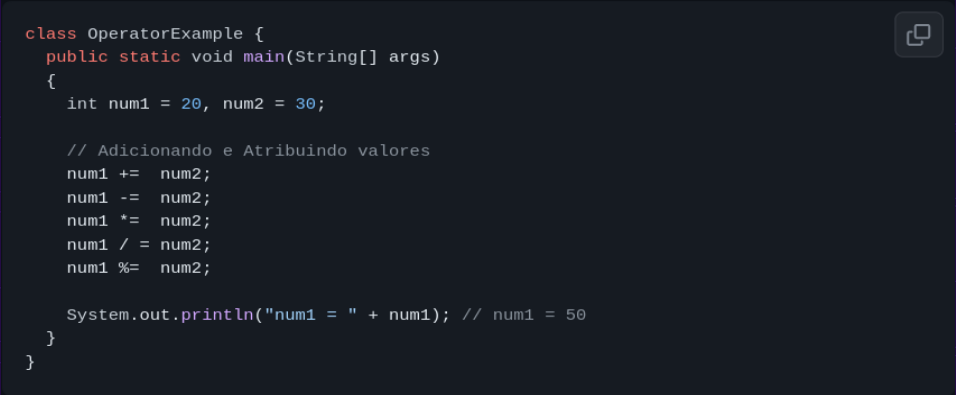 class OperatorExample {
  public static void main(String[] args)
  {
    int num1 = 20, num2 = 30;
    // Adicionando e Atribuindo valores
    num1 +=  num2;
    num1 -=  num2;
    num1 *=  num2;
    num1 / = num2;
    num1 %=  num2;
    System.out.println("num1 = " + num1); // num1 = 50
  }
}